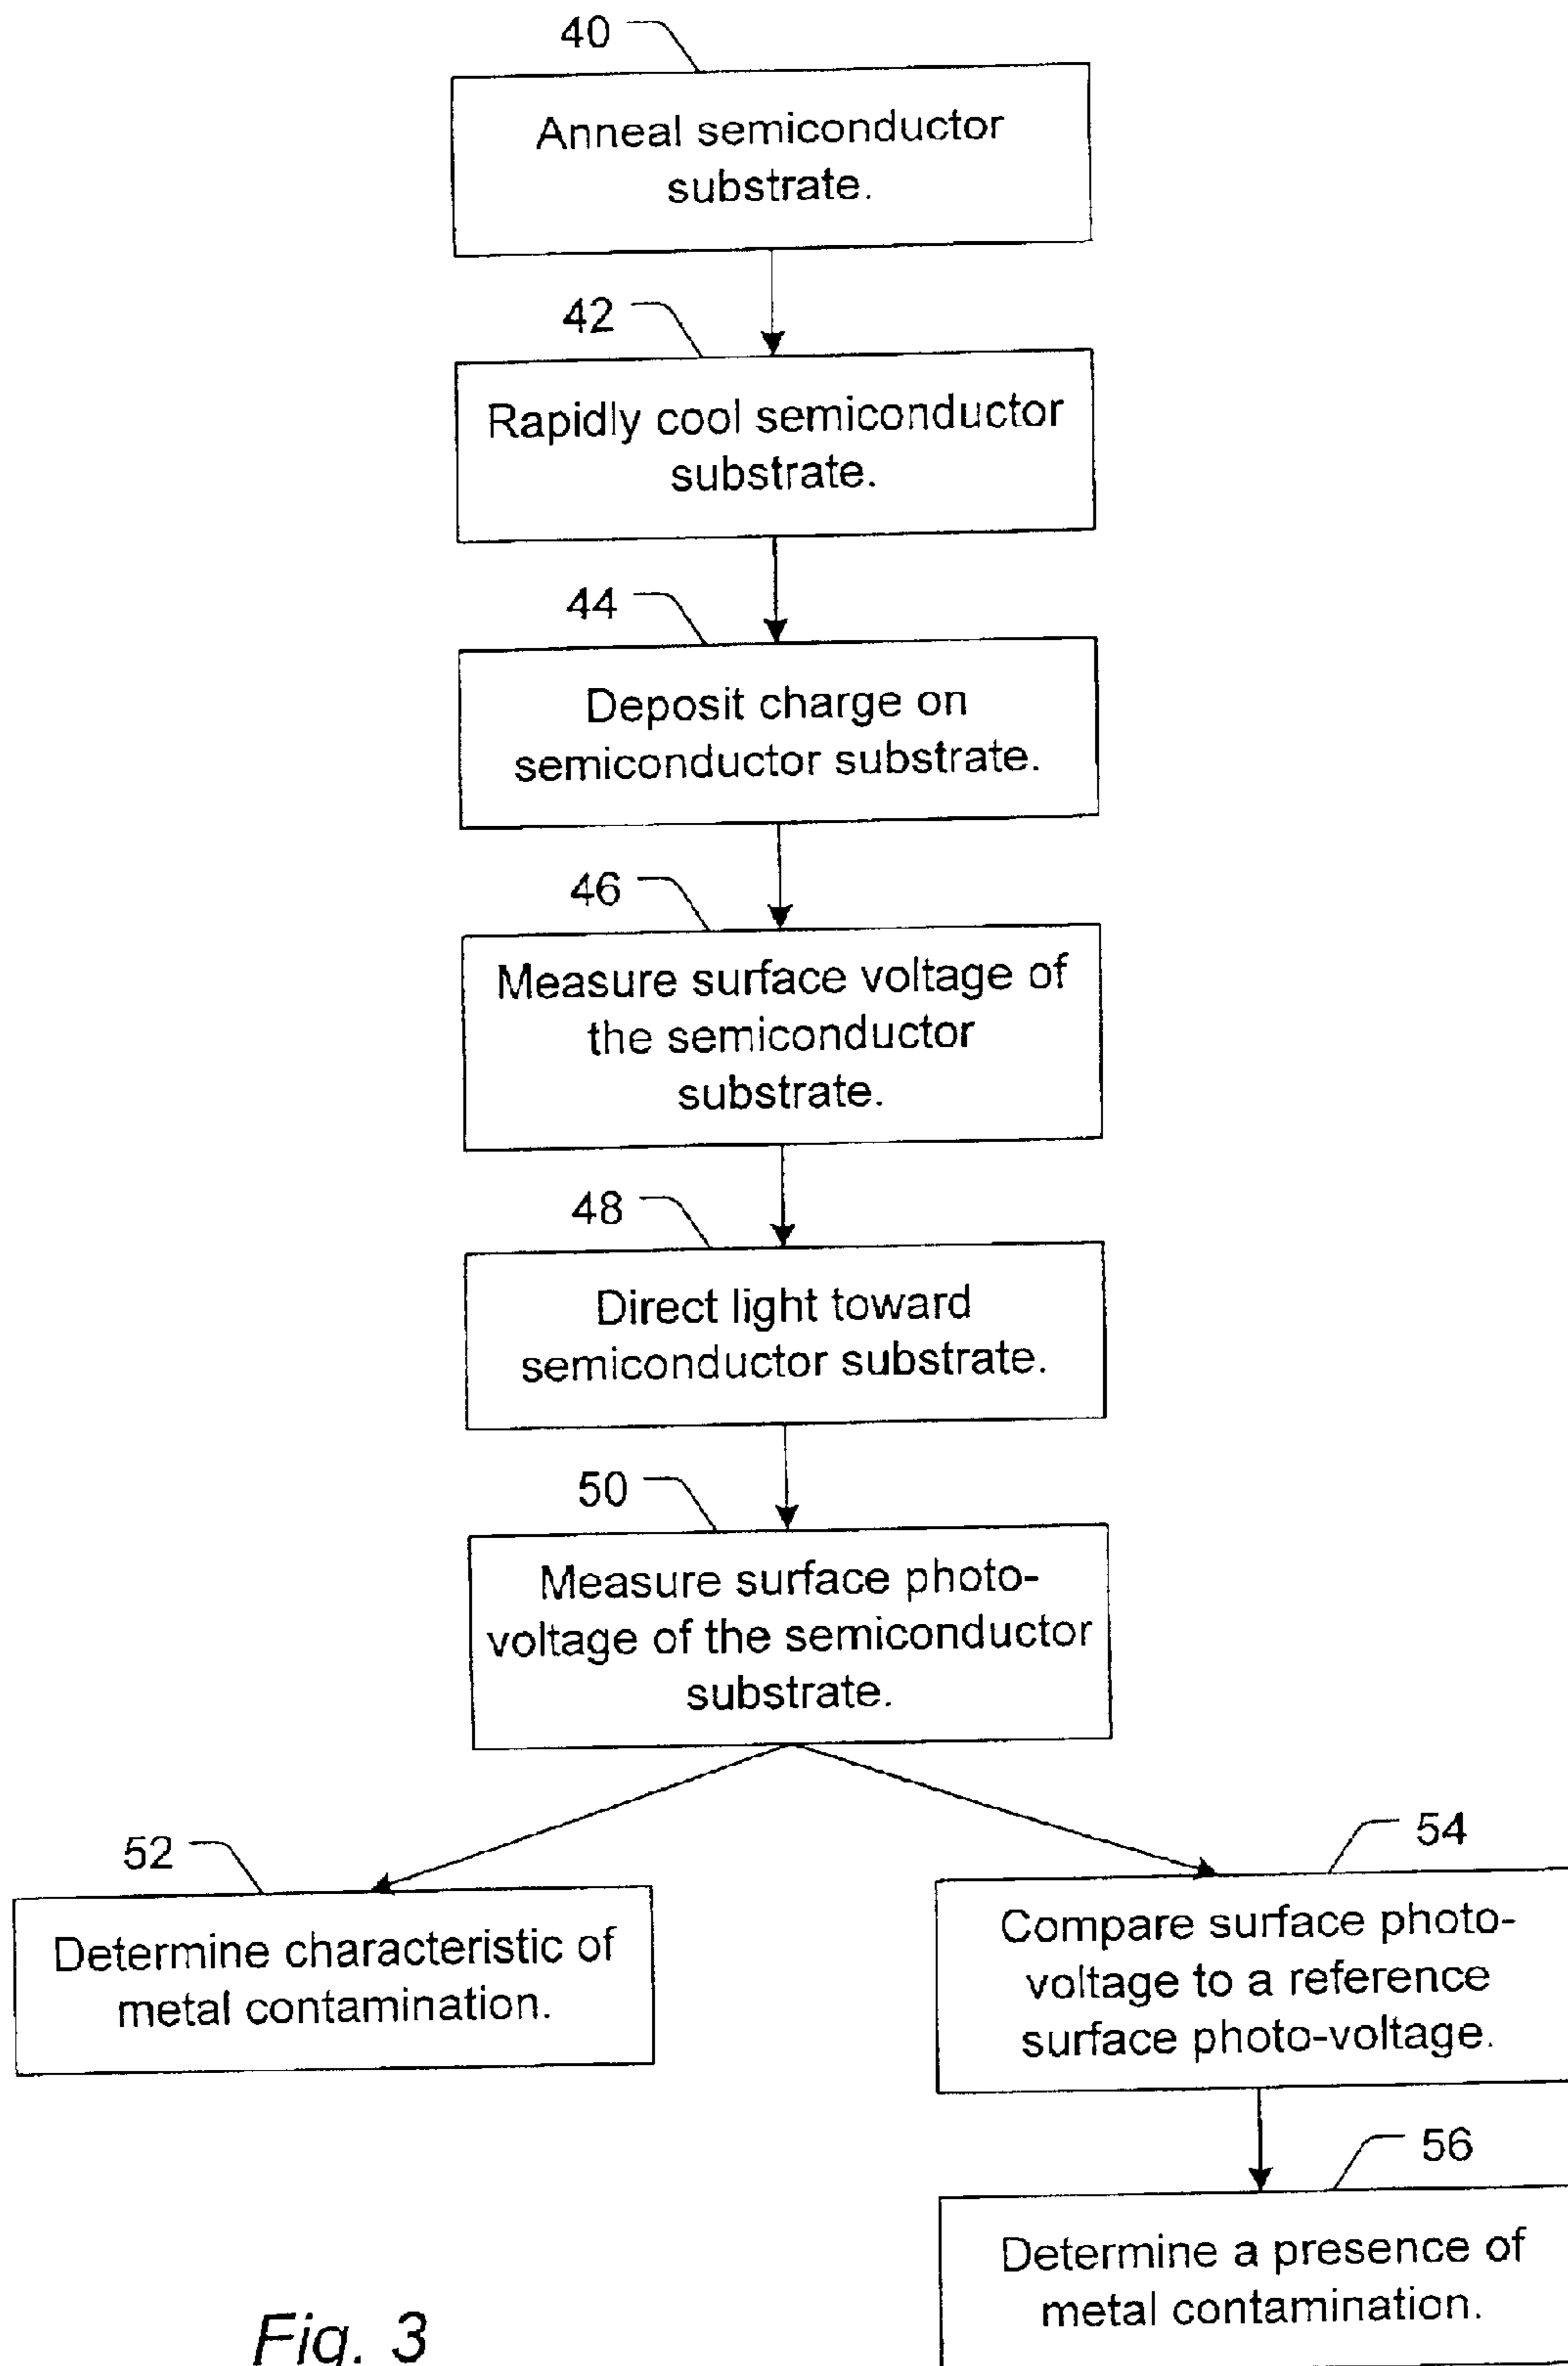 40
Anneal semiconductor
substrate.
42
Rapidly cool semiconductor
substrate.
44
Deposit charge on
semiconductor substrate.
46
Measure surface voltage of
the semiconductor
substrate.
48
Direct light toward
semiconductor substrate.
50
Measure surface photo-
voltage of the semiconductor
substrate.
52
Determine characteristic of
metal contamination.
54
Compare surface photo-
voltage to a reference
surface photo-voltage.
56
Determine a presence of
metal contamination.
Fig. 3